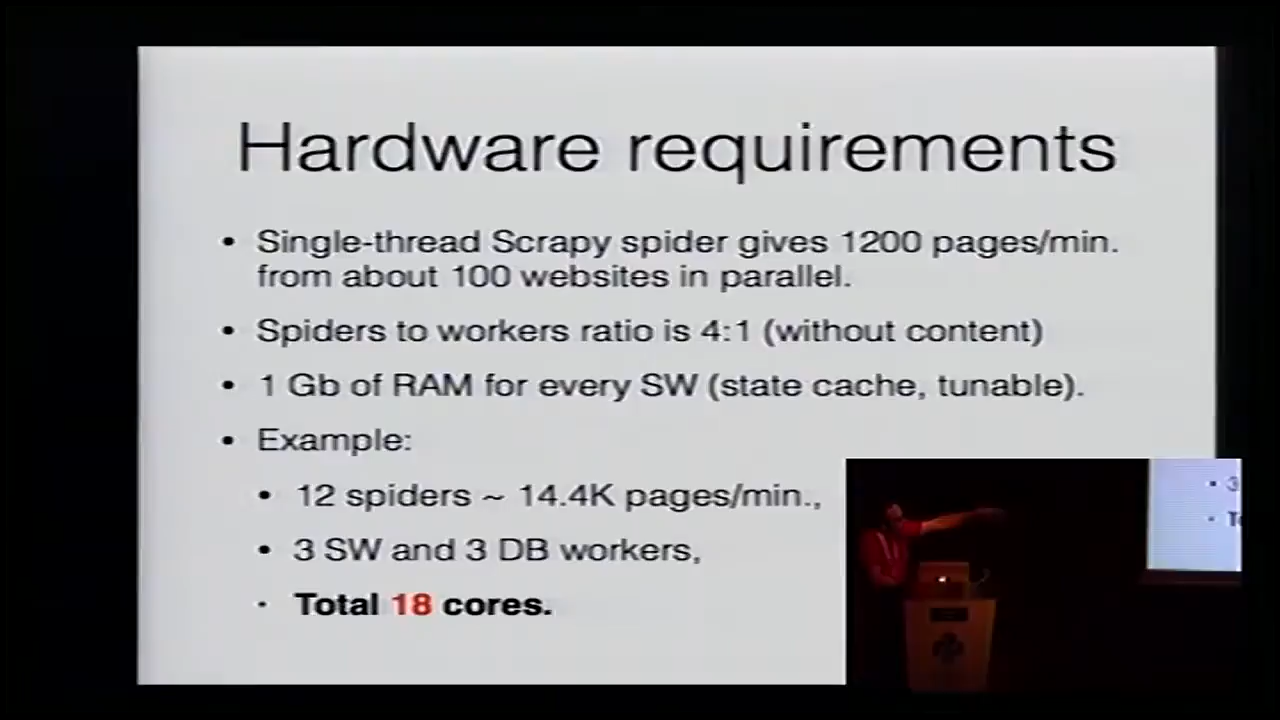 Hardware requirements
• Single-thread Scrapy spider gives 1200 pages/min.
from about 100 websites in parallel.
• Spiders to workers ratio is 4:1 (without content)
• 1 Gb of RAM for every SW (state cache, tunable).
• Example:
• 12 spiders ~ 14.4K pages/min.,
• 3 SW and 3 DB workers,
• Total 18 cores.
• 3
• To